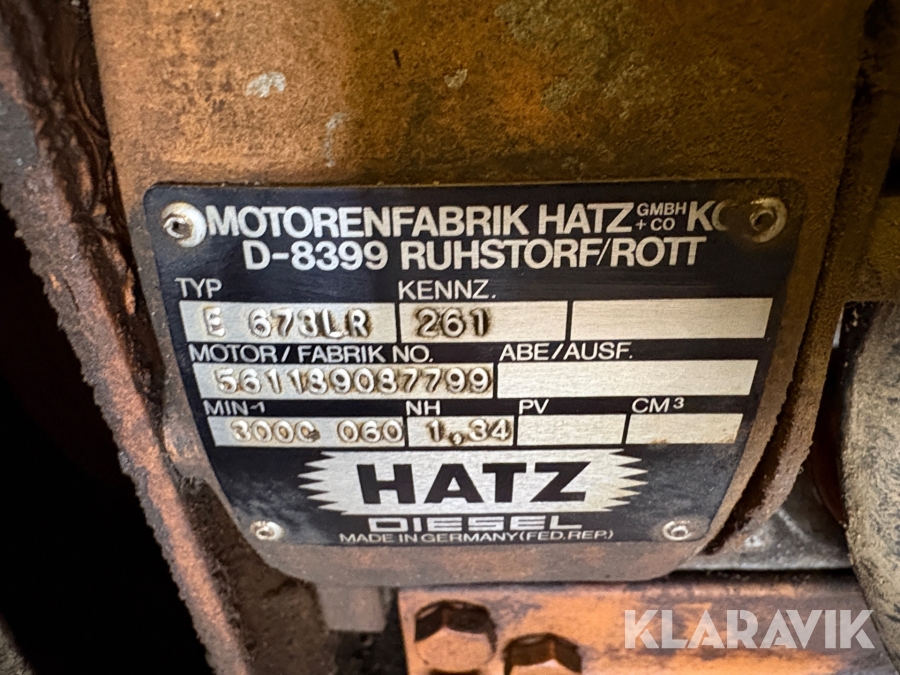 MOTORENFABRIK HATZ GMBH + CO KG
D-8399 RUHSTORF/ROTT
TYP KENNZ.
E 673LR 261
MOTOR/FABRIK NO. ABE/AUSF.
561189087799
MIN-1 NH PV CM³
3000 060 1,34
HATZ
DIESEL
MADE IN GERMANY (FED.REP.)
KLARAVIK